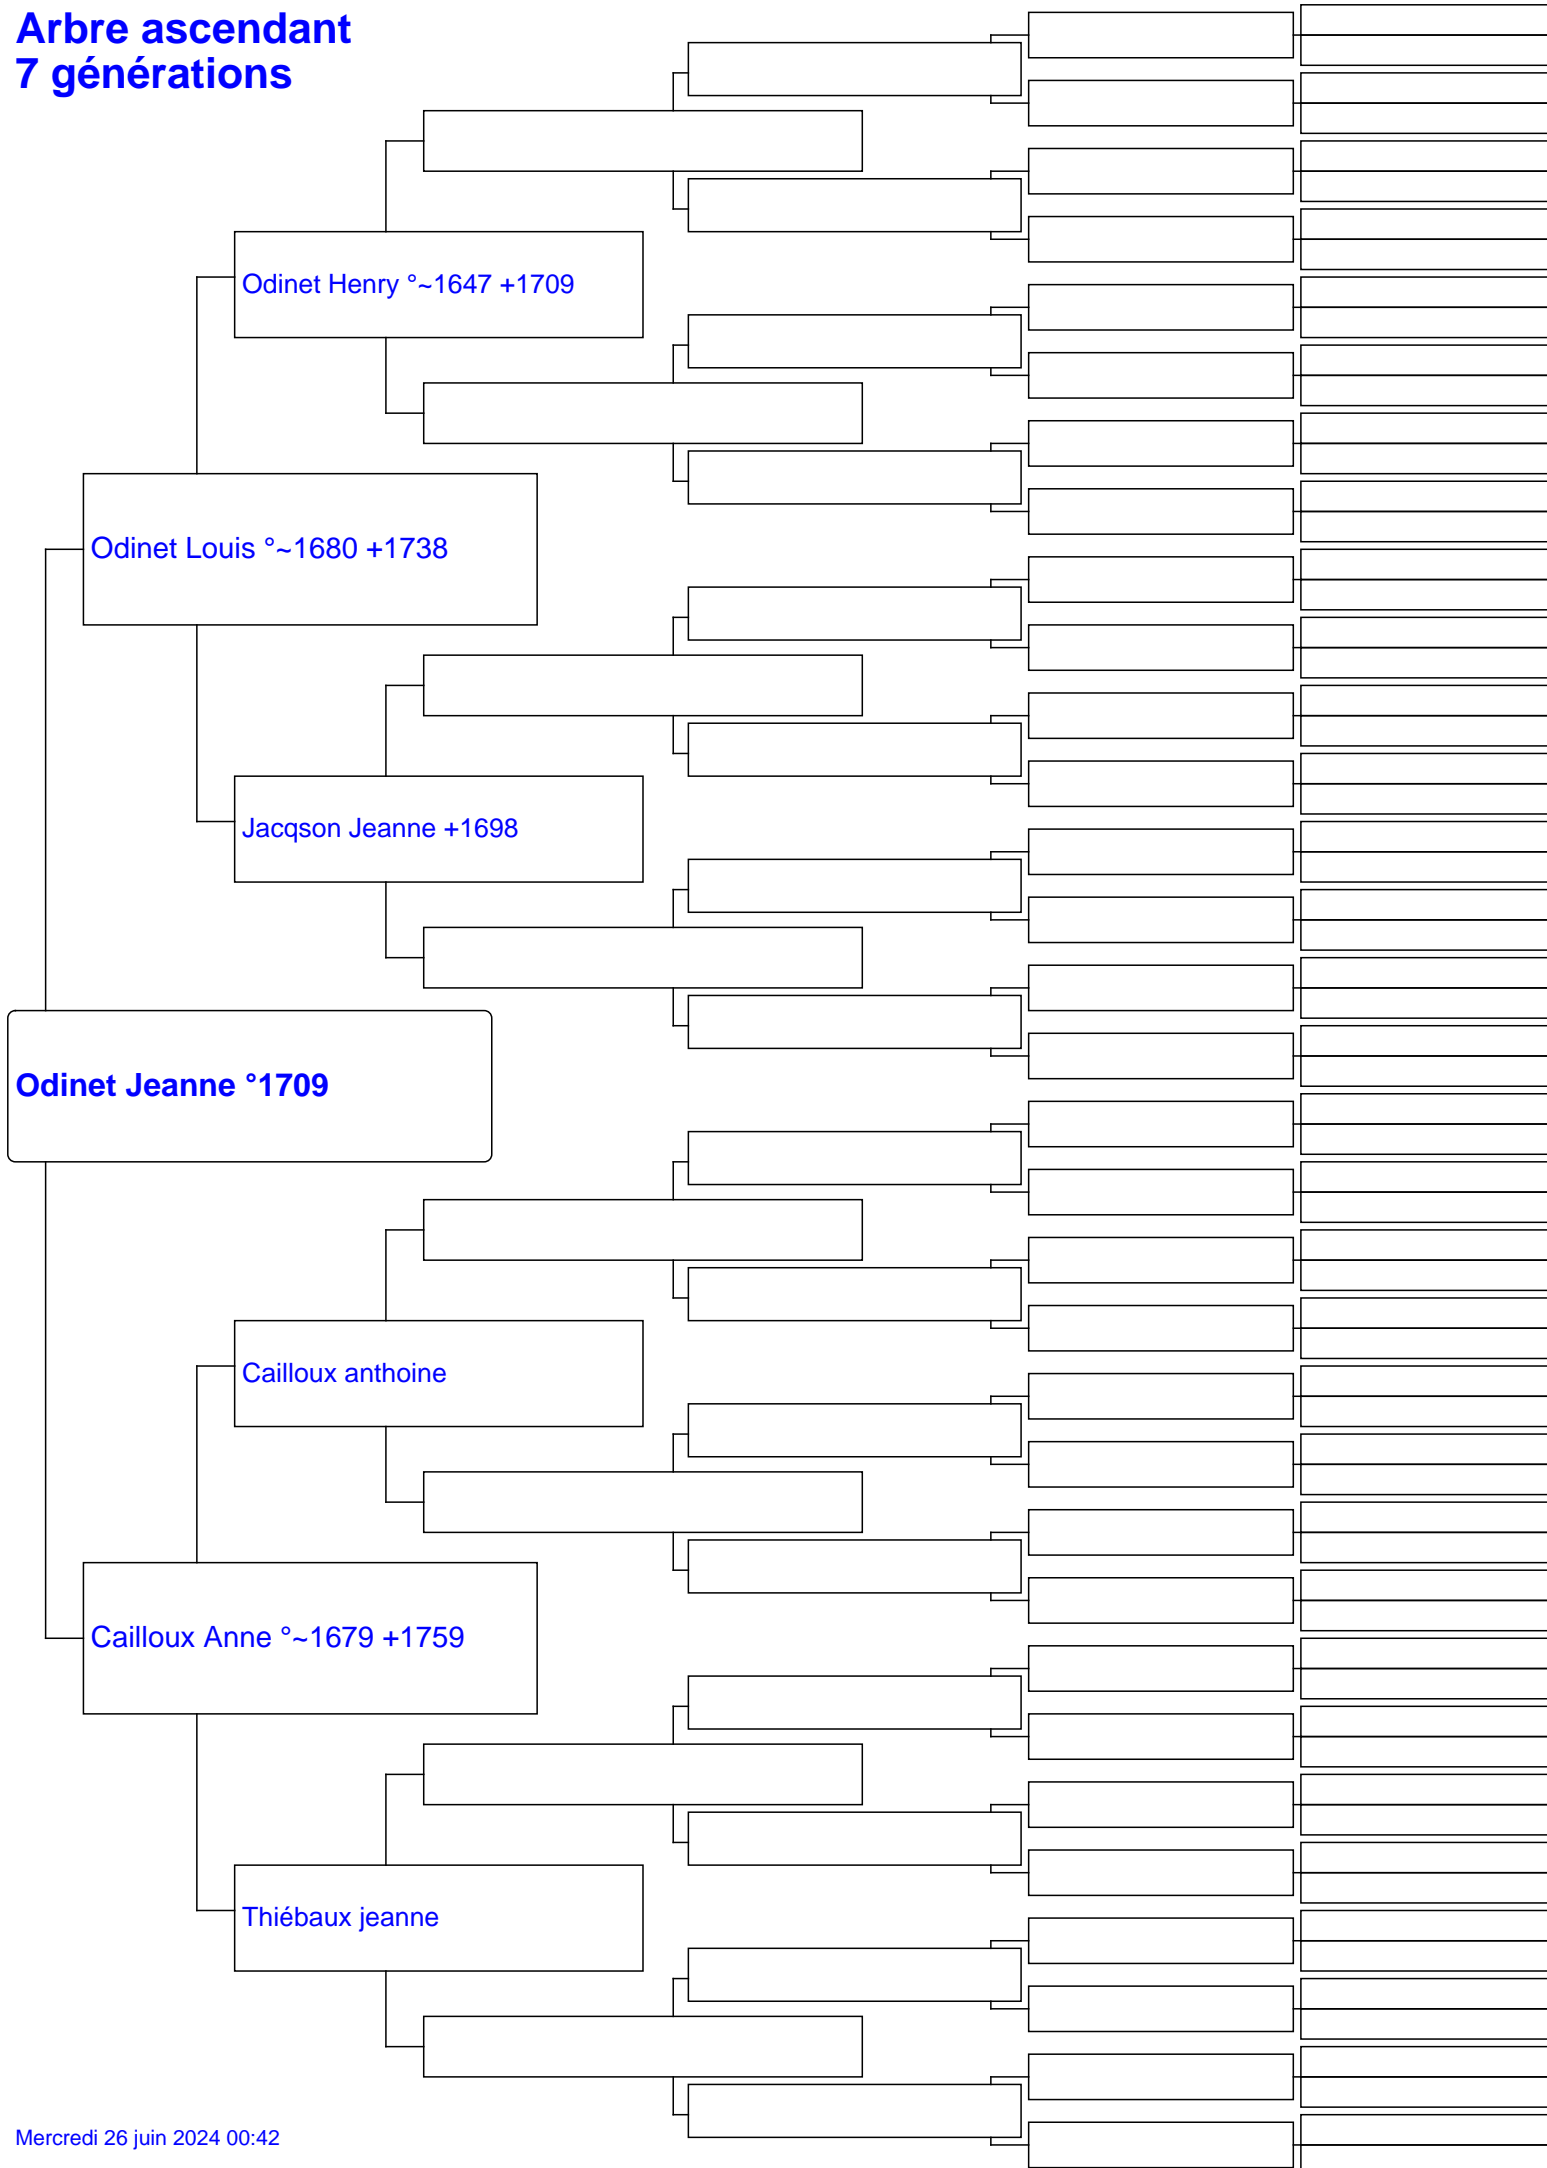 Arbre ascendant
7 générations
Odinet Henry °~1647 +1709
Odinet Louis °~1680 +1738
Jacqson Jeanne +1698
Odinet Jeanne °1709
Cailloux anthoine
Cailloux Anne °~1679 +1759
Thiébaux jeanne
Mercredi 26 juin 2024 00:42